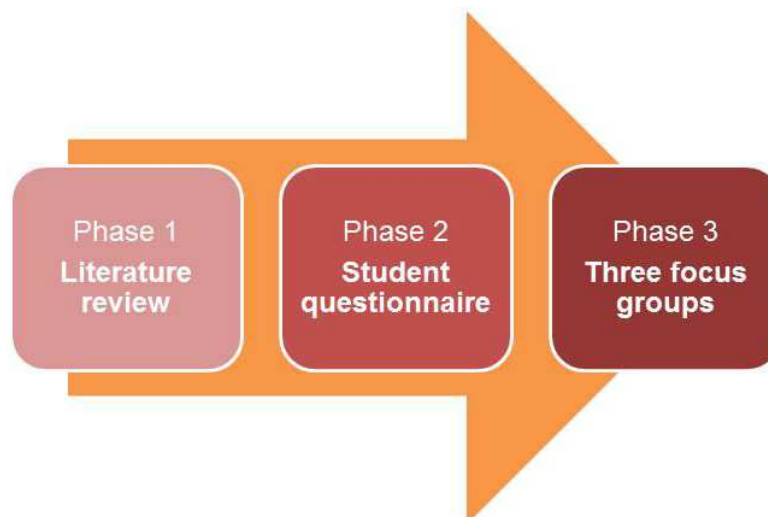 Phase 1
Literature
review
Phase 2
Student
questionnaire
Phase 3
Three focus
groups